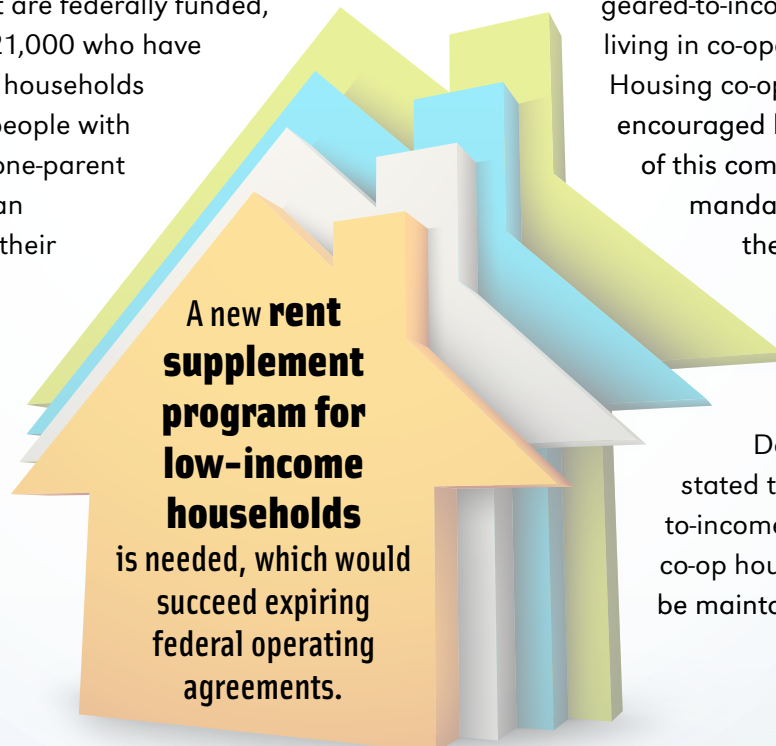 are federally funded,
21,000 who have
households
people with
one-parent
an
their
geared-to-inco
living in co-op
Housing co-op
encouraged
of this com
manda
the
A new rent
supplement
program for
low-income
households
is needed, which would
succeed expiring
federal operating
agreements.
stated t
to-income
co-op hou
be mainta